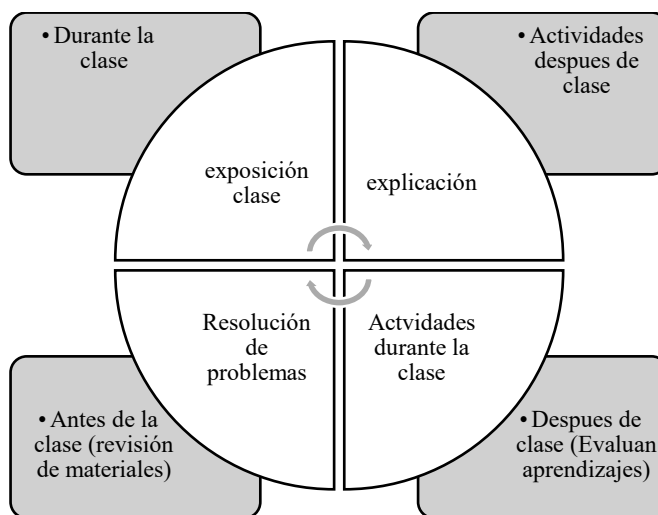 • Durante la
clase
• Actividades
despues de
clase
exposición
clase
explicación
Resolución
de
problemas
Actvidades
durante la
clase
• Antes de la
clase (revisión
de materiales)
• Despues de
clase (Evaluan
aprendizajes)